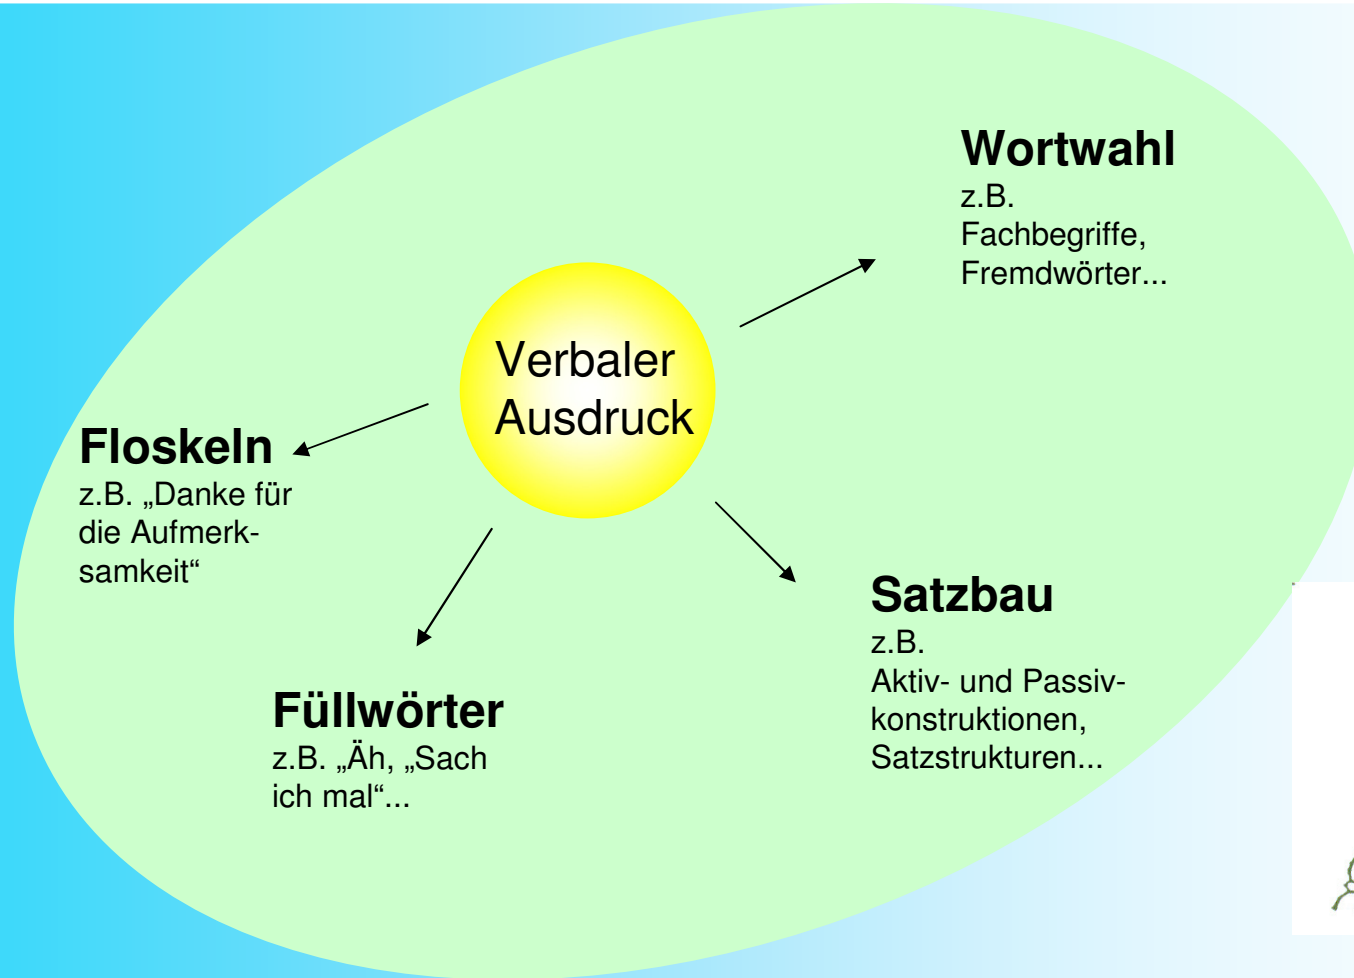 Wortwahl
z.B.
Fachbegriffe,
Fremdwörter...
Verbaler
Ausdruck
Floskeln
z.B. „Danke für
die Aufmerk-
samkeit“
Satzbau
z.B.
Aktiv- und Passiv-
konstruktionen,
Satzstrukturen...
Füllwörter
z.B. „Äh, „Sach
ich mal“...